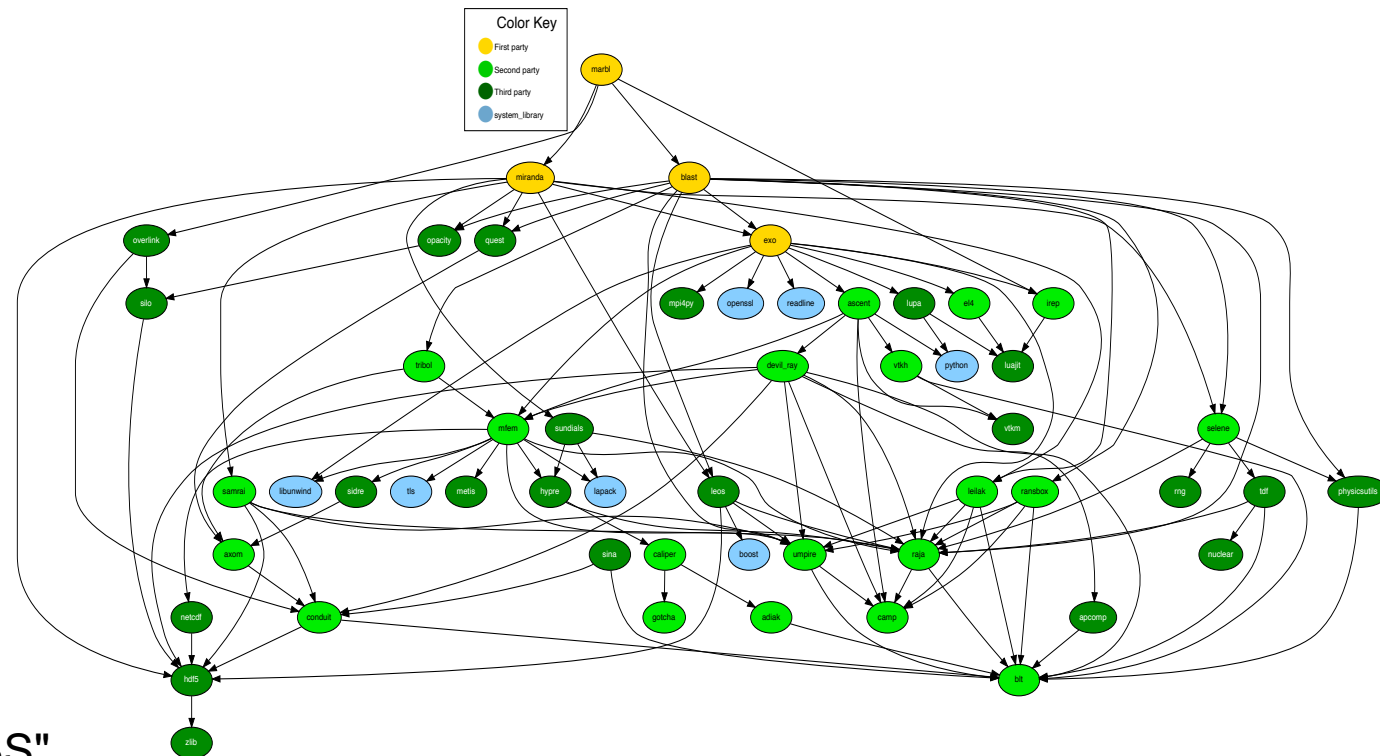 Color Key
First party
Second party
Third party
system_library
marbl
miranda
blast
overlink
opacity
quest
exo
silo
mpi4py
openssl
readline
ascent
lupa
el4
irep
tribol
devil_ray
vtkh
python
luajit
mfem
sundials
vtkm
selene
samrai
libunwind
sidre
tls
metis
hypre
lapack
leos
leilak
ransbox
rng
tdf
physicsutils
axom
sina
caliper
boost
umpire
raja
nuclear
netcdf
conduit
gotcha
adiak
camp
apcomp
hdf5
blt
zlib
S"